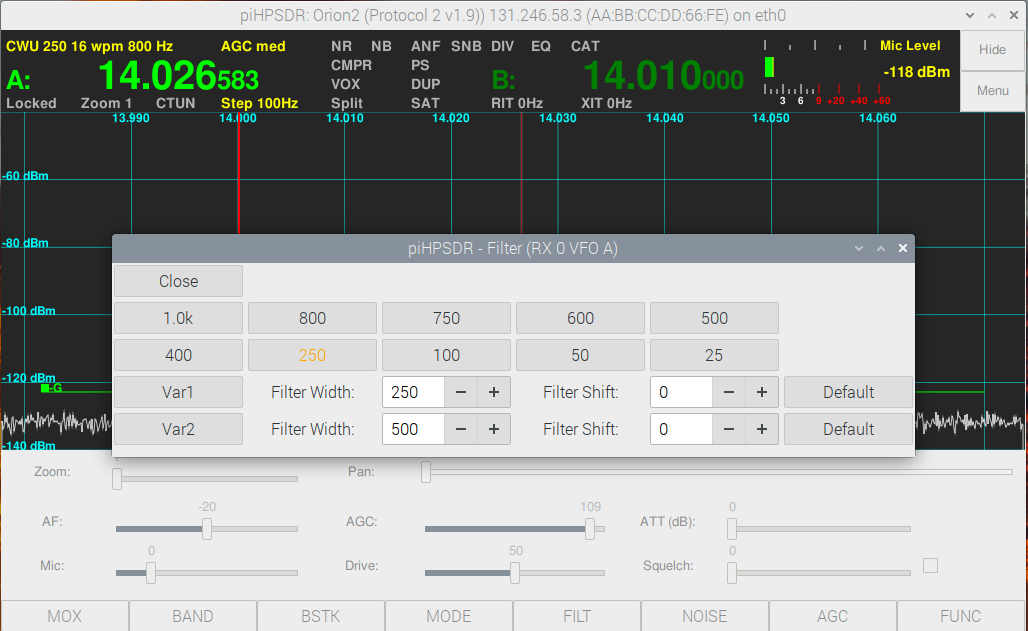 piHPSDR: Orion2 (Protocol 2 v1.9)) 131.246.58.3 (AA:BB:CC:DD:66:FE) on eth0
CWU 250 16 wpm 800 Hz AGC med NR NB ANF SNB DIV EQ CAT Mic Level Hide
A: 14.026583 CMPR PS B: 14.010000 -118 dBm
VOX DUP Menu
Locked Zoom 1 CTUN Step 100Hz Split SAT RIT 0Hz XIT 0Hz 3 6 9 +20 +40 +60
13.990 14.000 14.010 14.020 14.030 14.040 14.050 14.060
-60 dBm
-80 dBm
piHPSDR - Filter (RX 0 VFO A)
Close
-100 dBm
1.0k 800 750 600 500
400 250 100 50 25
-120 dBm
-G
Var1 Filter Width: 250 − + Filter Shift: 0 − + Default
Var2 Filter Width: 500 − + Filter Shift: 0 − + Default
-140 dBm
Zoom: Pan:
-20 109 0
AF: AGC: ATT (dB):
0 50 0
Mic: Drive: Squelch:
MOX BAND BSTK MODE FILT NOISE AGC FUNC